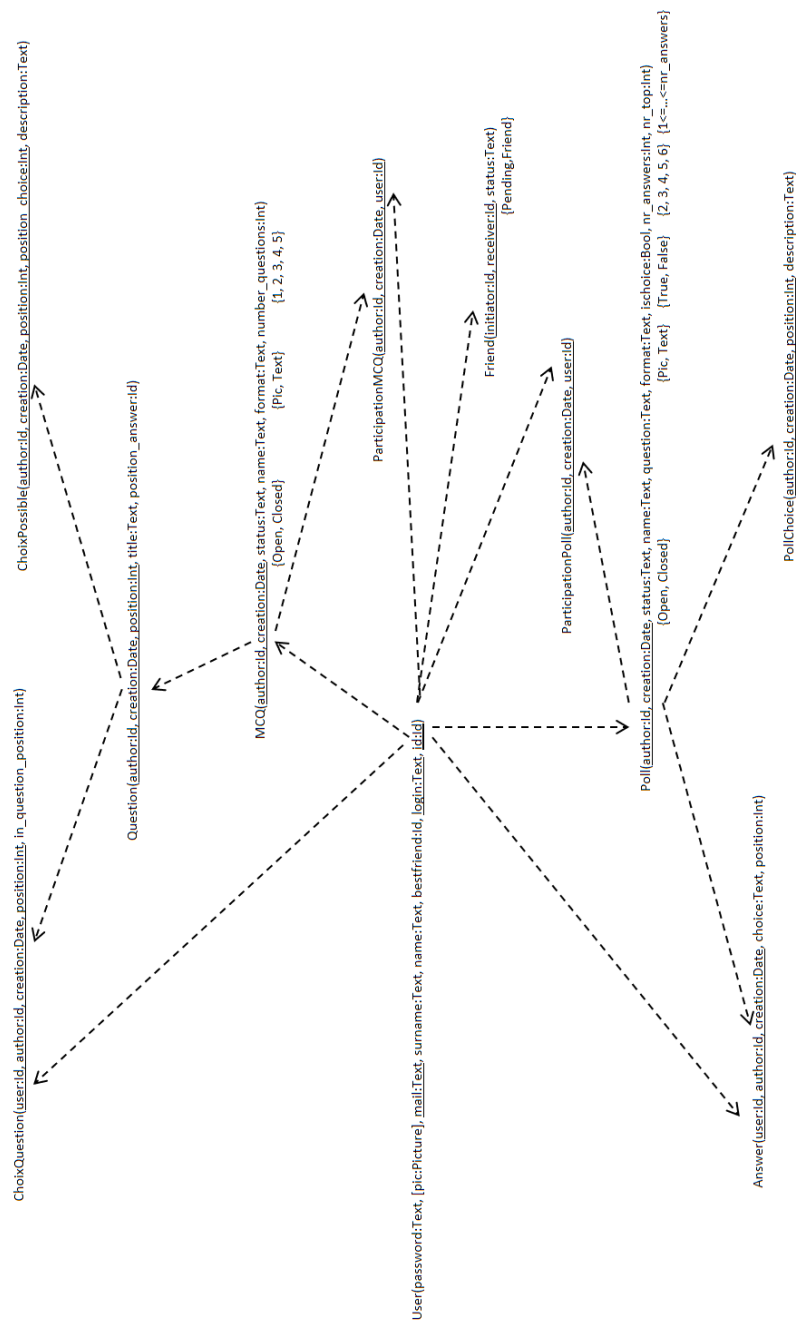 ChoixQuestion(user:Id, author:Id, creation:Date, position:Int, in_question_position:Int)
ChoixPossible(author:Id, creation:Date, position:Int, position_choice:Int, description:Text)
Question(author:Id, creation:Date, position:Int, title:Text, position_answer:Id)
MCQ(author:Id, creation:Date, status:Text, name:Text, format:Text, number_questions:Int)
{Open, Closed} {Pic, Text} {1, 2, 3, 4, 5}
ParticipationMCQ(author:Id, creation:Date, user:Id)
User(password:Text, [pic:Picture], mail:Text, surname:Text, name:Text, bestfriend:Id, login:Text, id:Id)
Friend(initiator:Id, receiver:Id, status:Text)
{Pending,Friend}
ParticipationPoll(author:Id, creation:Date, user:Id)
Poll(author:Id, creation:Date, status:Text, name:Text, question:Text, format:Text, ischoice:Bool, nr_answers:Int, nr_top:Int)
{Open, Closed} {Pic, Text} {True, False} {2, 3, 4, 5, 6} {1<=...<=nr_answers}
Answer(user:Id, author:Id, creation:Date, choice:Text, position:Int)
PollChoice(author:Id, creation:Date, position:Int, description:Text)